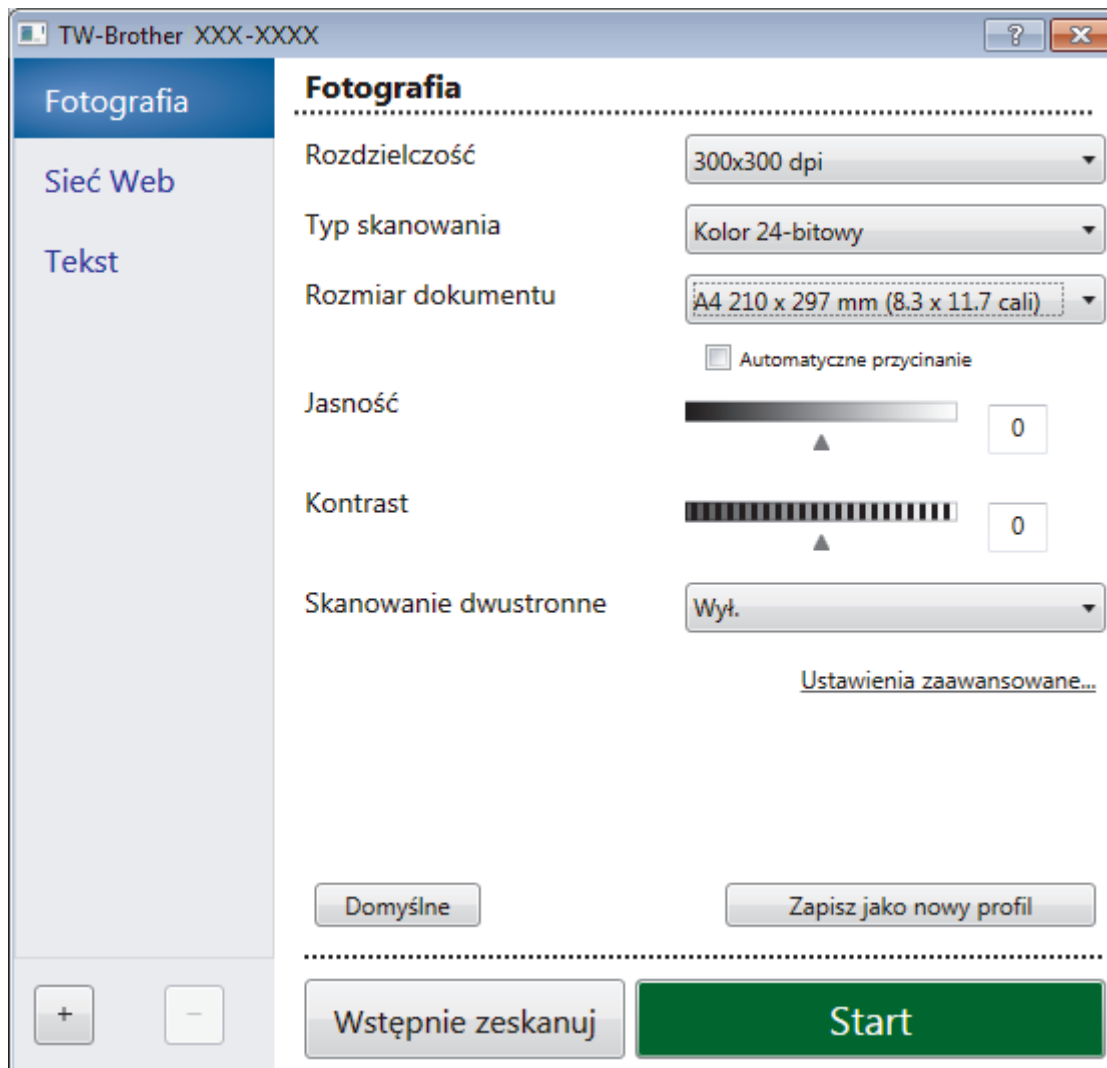 TW-Brother XXX-XXXX
Fotografia
Sieć Web
Tekst
Fotografia
Rozdzielczość
300x300 dpi
Typ skanowania
Kolor 24-bitowy
Rozmiar dokumentu
A4 210 x 297 mm (8.3 x 11.7 cali)
Automatyczne przycinanie
Jasność
0
Kontrast
0
Skanowanie dwustronne
Wył.
Ustawienia zaawansowane...
Domyślne
Zapisz jako nowy profil
Wstępnie zeskanuj
Start